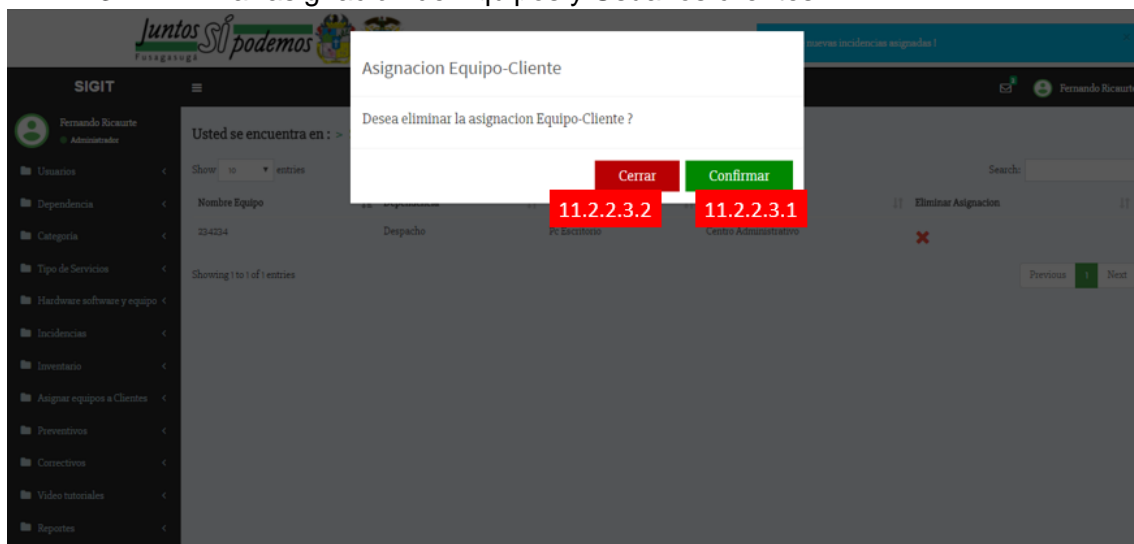 Juntos SÍ podemos
Fusagasugá
nuevas incidencias asignadas !
SIGIT
Fernando Ricaurte
Fernando Ricaurte
Administrador
Usted se encuentra en : >
Asignacion Equipo-Cliente
Desea eliminar la asignacion Equipo-Cliente ?
Cerrar
Confirmar
11.2.2.3.2
11.2.2.3.1
Show 10 entries
Search:
Nombre Equipo
Dependencia
Eliminar Asignacion
234234
Despacho
Pc Escritorio
Centro Administrativo
Showing 1 to 1 of 1 entries
Previous 1 Next
Usuarios
Dependencia
Categoria
Tipo de Servicios
Hardware software y equipo
Incidencias
Inventario
Asignar equipos a Clientes
Preventivos
Correctivos
Video tutoriales
Reportes